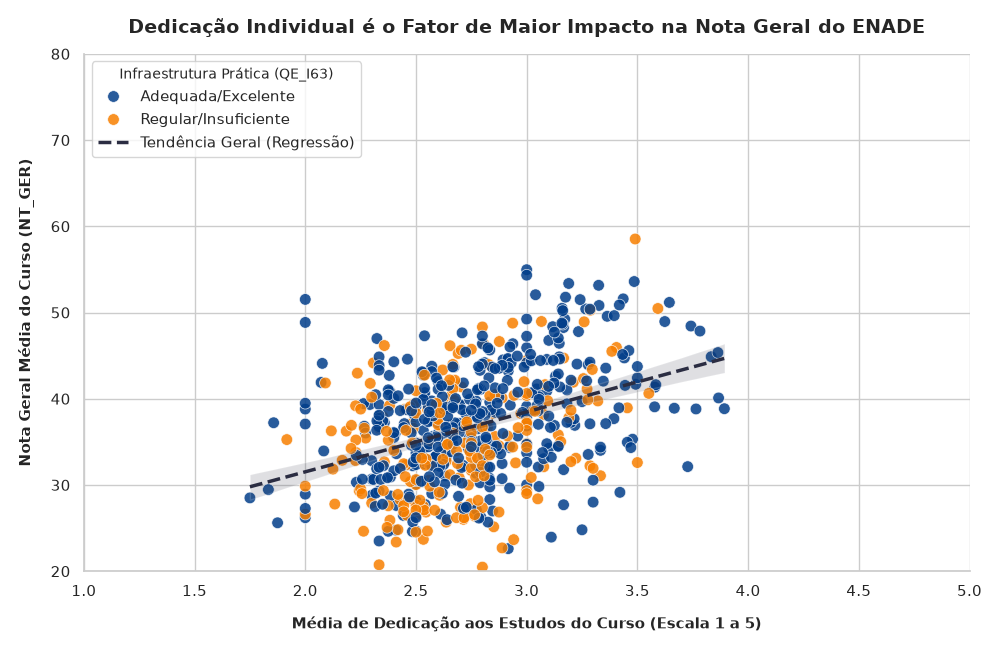 Dedicação Individual é o Fator de Maior Impacto na Nota Geral do ENADE
Infraestrutura Prática (QE_I63)
Adequada/Excelente
Regular/Insuficiente
Tendência Geral (Regressão)
Nota Geral Média do Curso (NT_GER)
80
70
60
50
40
30
20
1.0 1.5 2.0 2.5 3.0 3.5 4.0 4.5 5.0
Média de Dedicação aos Estudos do Curso (Escala 1 a 5)